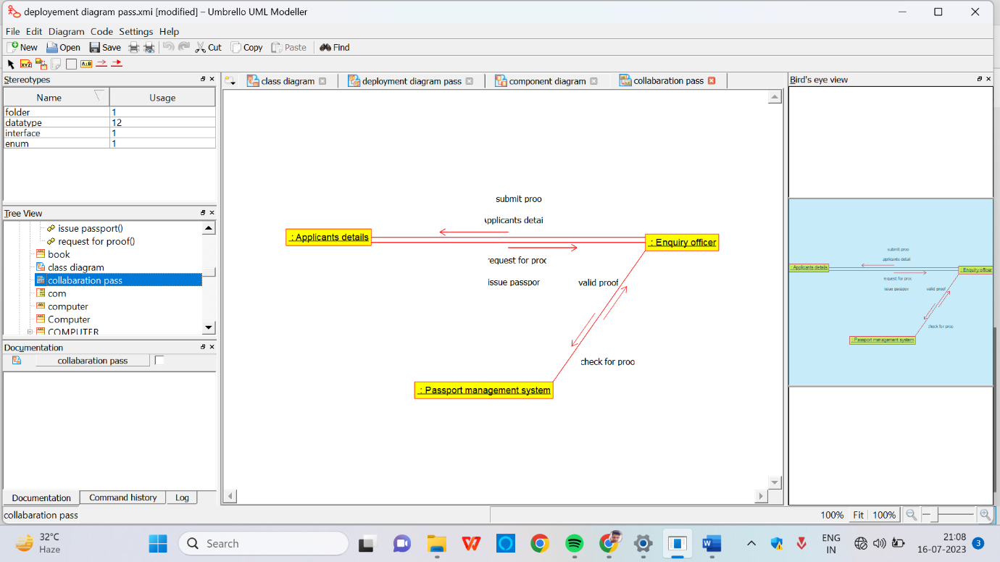 deployement diagram pass.xmi [modified] – Umbrello UML Modeller
File Edit Diagram Code Settings Help
New Open Save Cut Copy Paste Find
XYZ A:B
Stereotypes
Name Usage
folder 1
datatype 12
interface 1
enum 1
Tree View
issue passport()
request for proof()
book
class diagram
collabaration pass
com
computer
Computer
COMPUTER
Documentation
collabaration pass
Documentation Command history Log
collabaration pass
class diagram deployment diagram pass component diagram collabaration pass
submit proo
applicants detai
: Applicants details
: Enquiry officer
request for proc
issue passpor
valid proof
check for proo
: Passport management system
Bird's eye view
submit proo
applicants detai
: Applicants details
: Enquiry officer
request for proc
issue passpor
valid proof
check for proo
: Passport management system
100% Fit 100%
32°C
Haze
Search
ENG
IN
21:08
16-07-2023
3